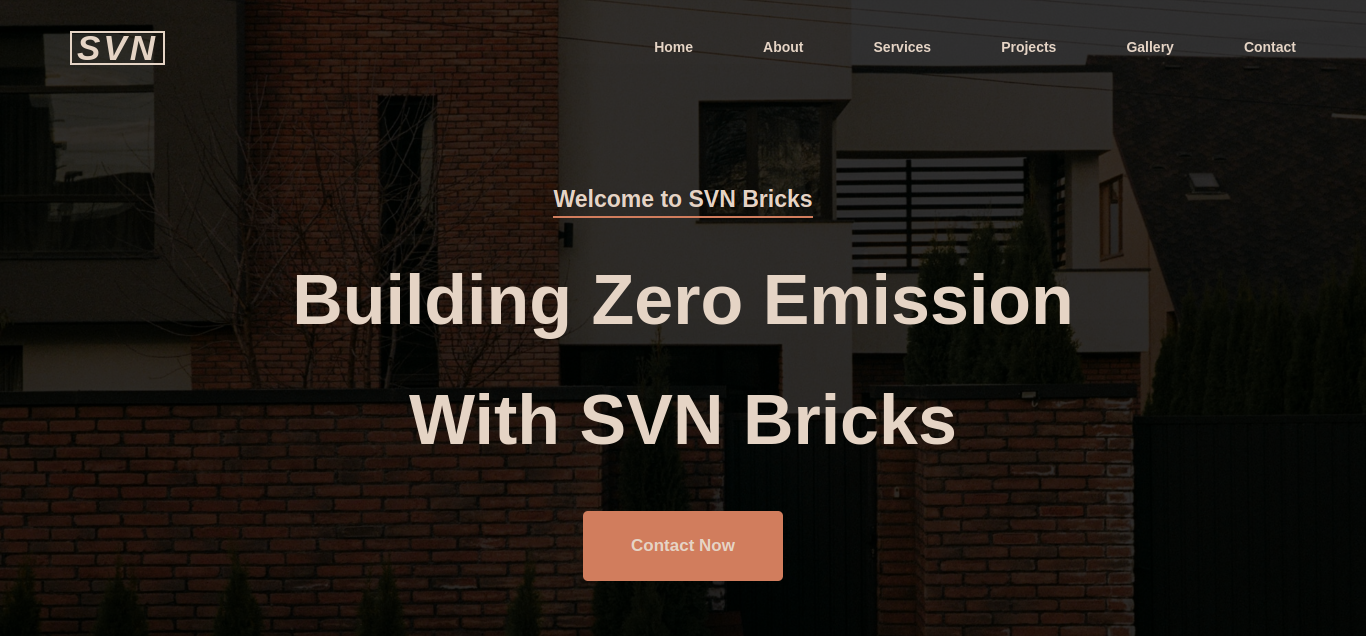 SVN
Home About Services Projects Gallery Contact
Welcome to SVN Bricks
Building Zero Emission
With SVN Bricks
Contact Now